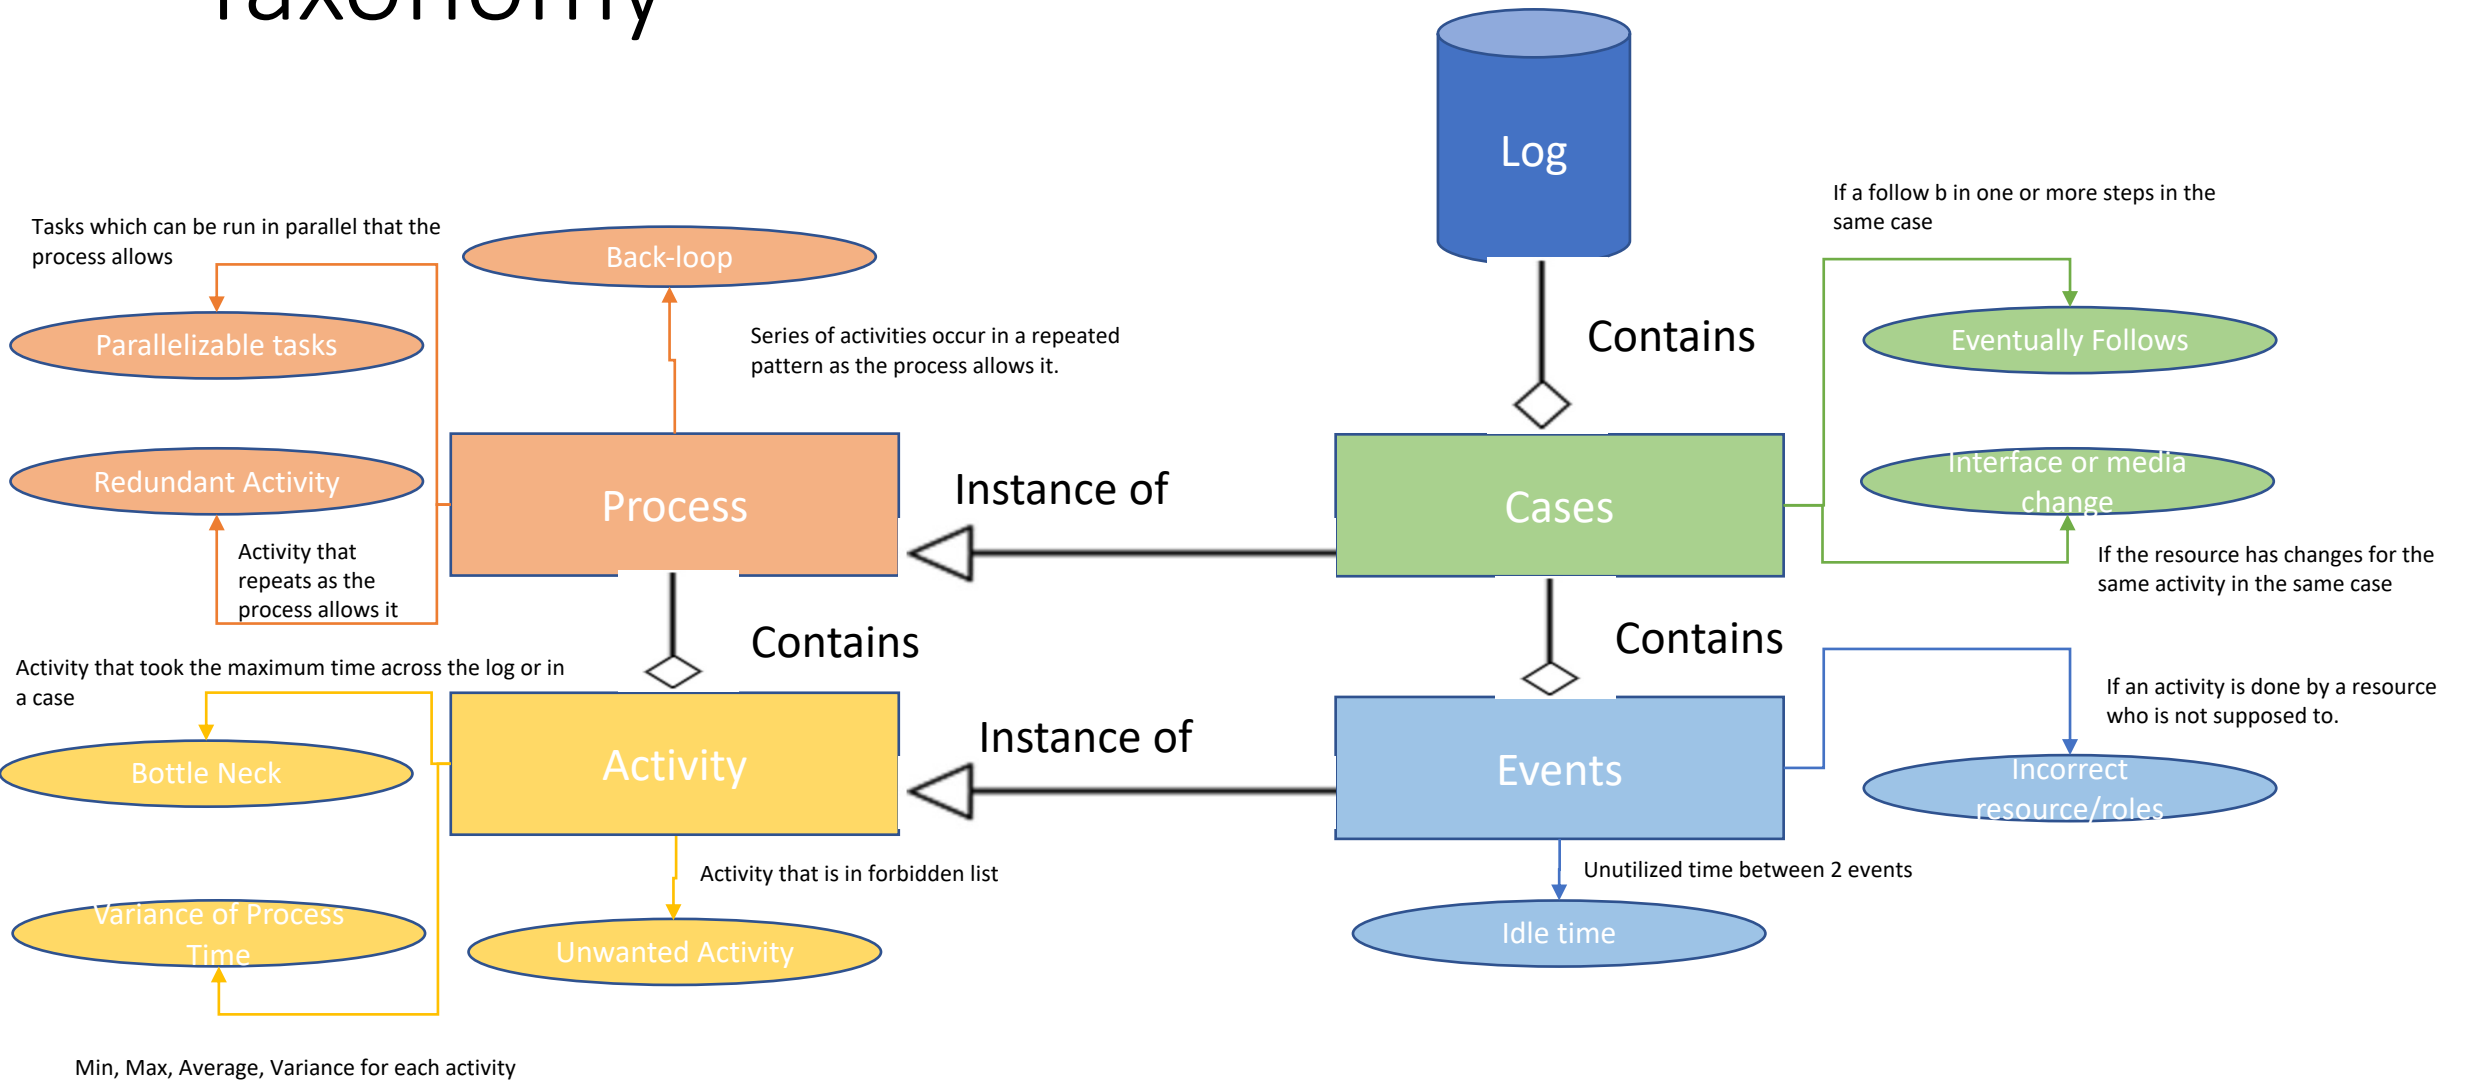 Taxonomy
Log
If a follow b in one or more steps in the
same case
Tasks which can be run in parallel that the
process allows
Back-loop
Contains
Series of activities occur in a repeated
pattern as the process allows it.
Parallelizable tasks
Eventually Follows
Redundant Activity
Process
Instance of
Cases
Interface or media
change
Activity that
repeats as the
process allows it
If the resource has changes for the
same activity in the same case
Contains
Contains
Activity that took the maximum time across the log or in
a case
If an activity is done by a resource
who is not supposed to.
Bottle Neck
Activity
Instance of
Events
Incorrect
resource/roles
Activity that is in forbidden list
Unutilized time between 2 events
Variance of Process
Time
Unwanted Activity
Idle time
Min, Max, Average, Variance for each activity